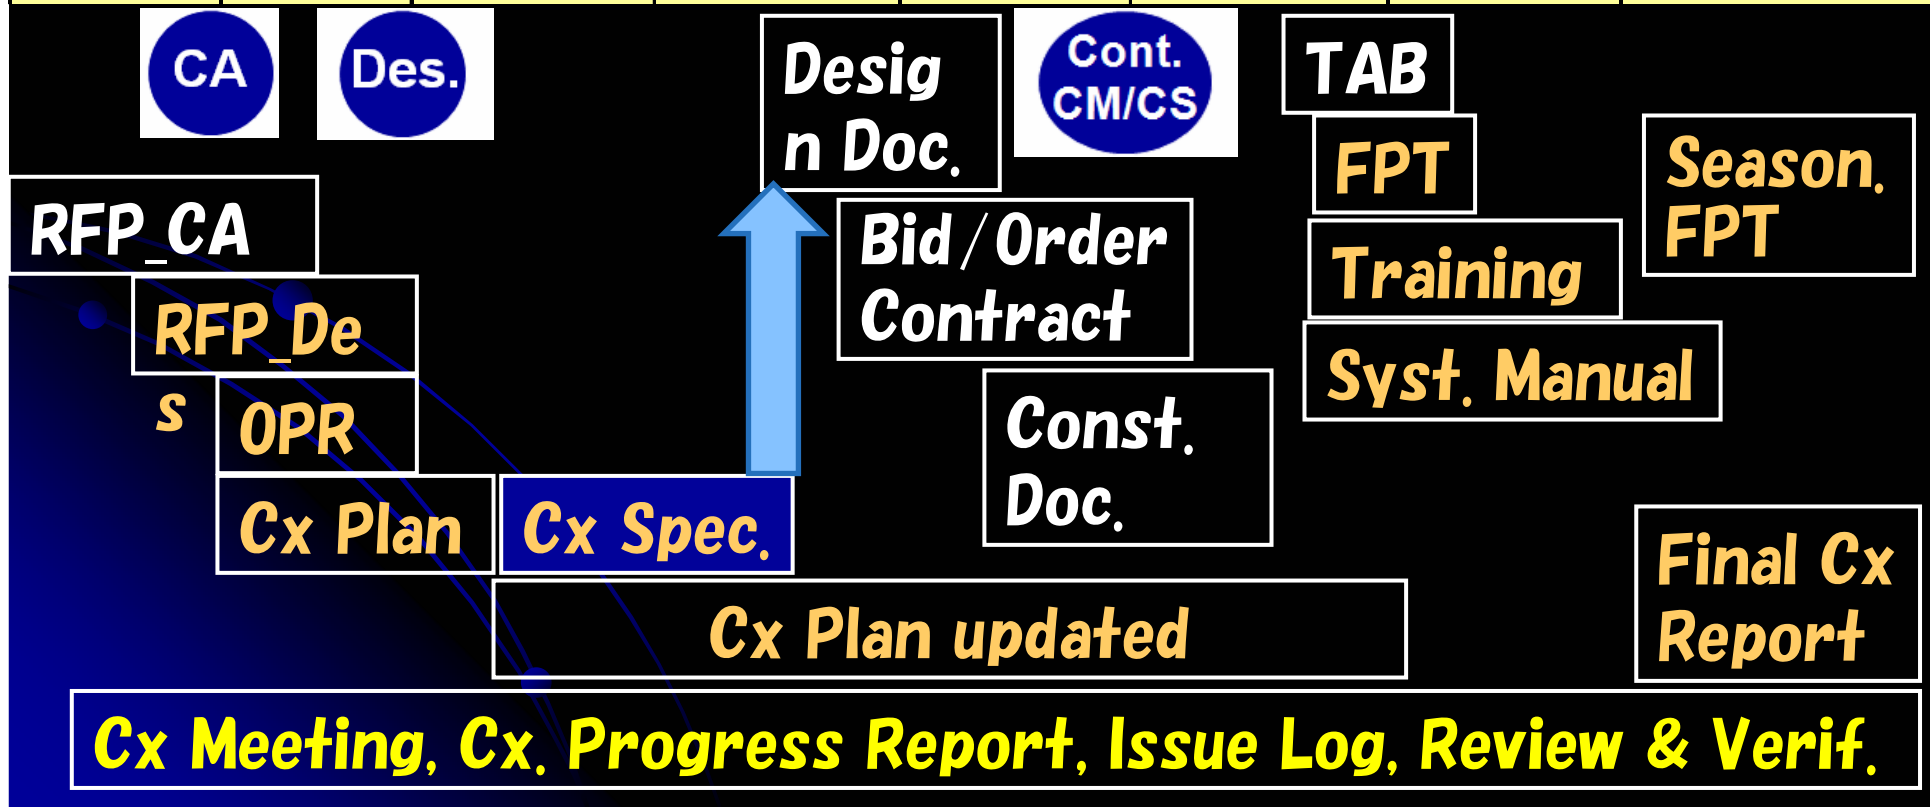 CA
Des.
Desig
n Doc.
Cont.
CM/CS
TAB
FPT
Season.
FPT
RFP_CA
Bid/Order
Contract
Training
RFP_De
s
Syst. Manual
OPR
Const.
Doc.
Cx Plan
Cx Spec.
Final Cx
Report
Cx Plan updated
Cx Meeting, Cx. Progress Report, Issue Log, Review & Verif.